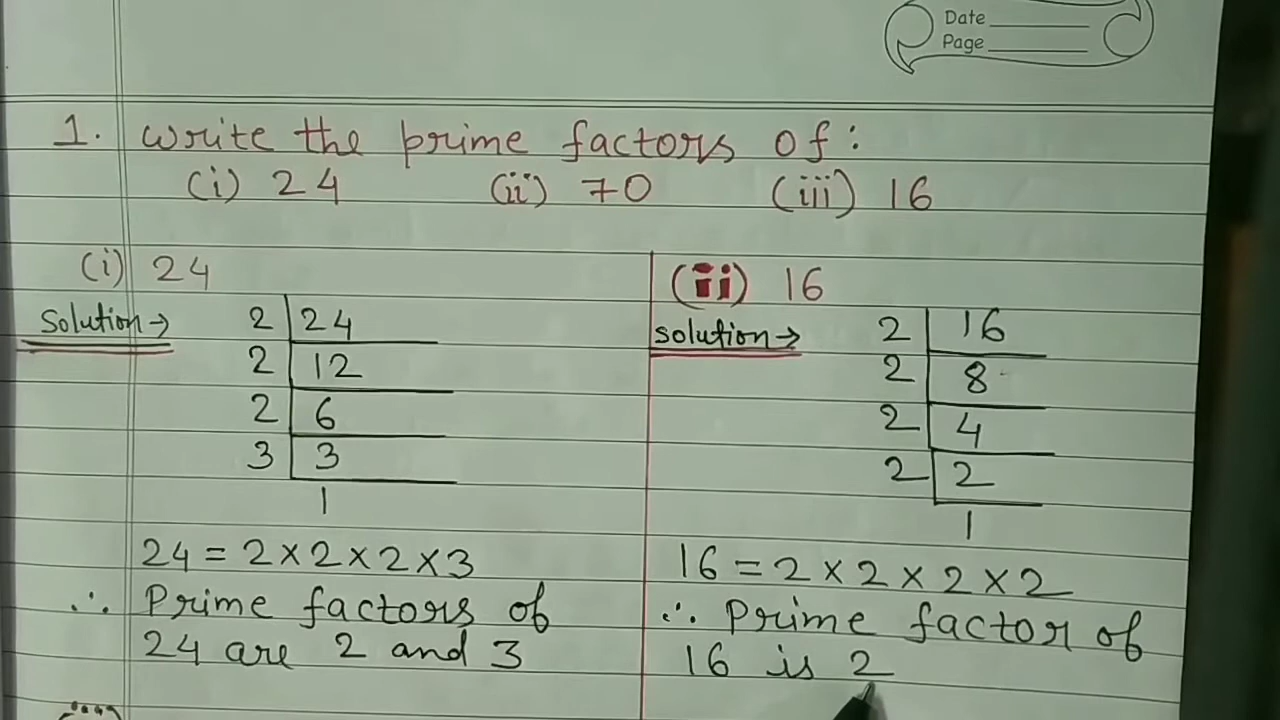 Date
Page
1. Write the prime factors of:
(i) 24 (ii) 70 (iii) 16
(i) 24
Solution→
2 24
2 12
2 6
3 3
1
24 = 2×2×2×3
∴ Prime factors of
24 are 2 and 3
(ii) 16
solution→
2 16
2 8
2 4
2 2
1
16 = 2×2×2×2
∴ Prime factor of
16 is 2